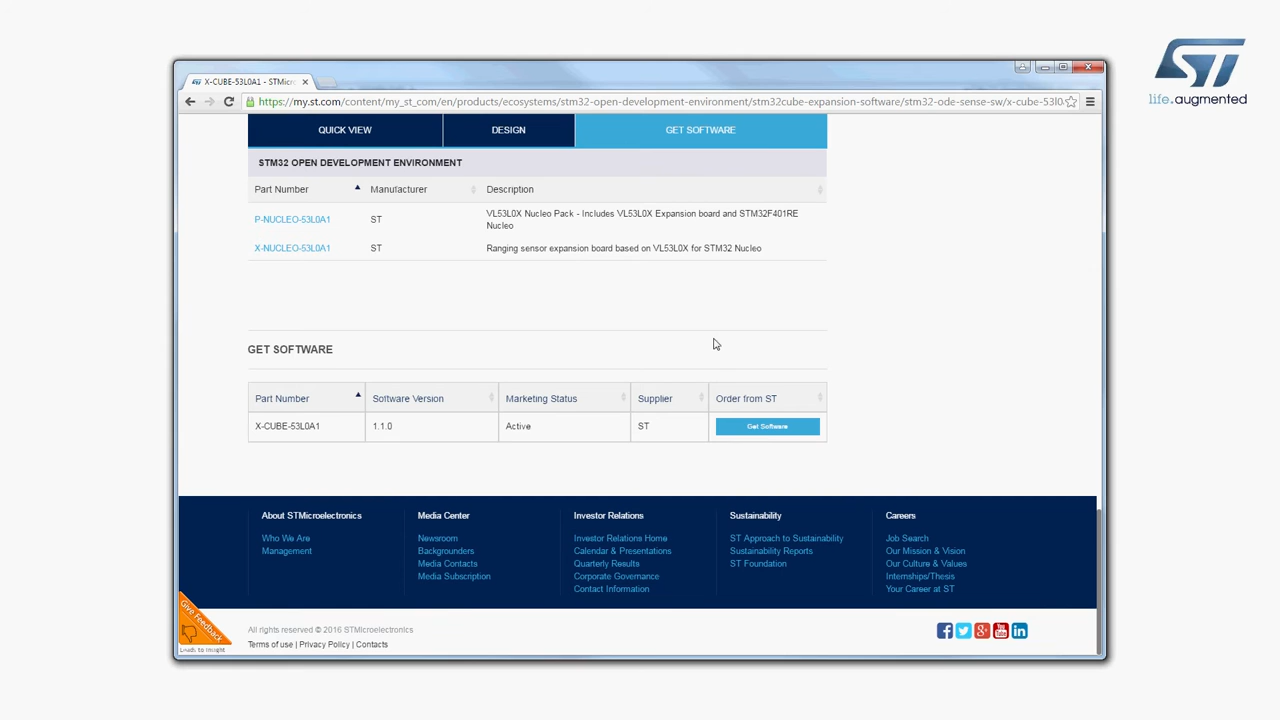 ST
life.augmented
X-CUBE-53L0A1 - STMicro
https://my.st.com/content/my_st_com/en/products/ecosystems/stm32-open-development-environment/stm32cube-expansion-software/stm32-ode-sense-sw/x-cube-53l0
QUICK VIEW DESIGN GET SOFTWARE
STM32 OPEN DEVELOPMENT ENVIRONMENT
Part Number Manufacturer Description
P-NUCLEO-53L0A1 ST VL53L0X Nucleo Pack - Includes VL53L0X Expansion board and STM32F401RE
Nucleo
X-NUCLEO-53L0A1 ST Ranging sensor expansion board based on VL53L0X for STM32 Nucleo
GET SOFTWARE
Part Number Software Version Marketing Status Supplier Order from ST
X-CUBE-53L0A1 1.1.0 Active ST Get Software
About STMicroelectronics Media Center Investor Relations Sustainability Careers
Who We Are Newsroom Investor Relations Home ST Approach to Sustainability Job Search
Management Backgrounders Calendar & Presentations Sustainability Reports Our Mission & Vision
Media Contacts Quarterly Results ST Foundation Our Culture & Values
Media Subscription Corporate Governance Internships/Thesis
Contact Information Your Career at ST
Give Feedback
Leads to Insight
All rights reserved © 2016 STMicroelectronics
Terms of use | Privacy Policy | Contacts